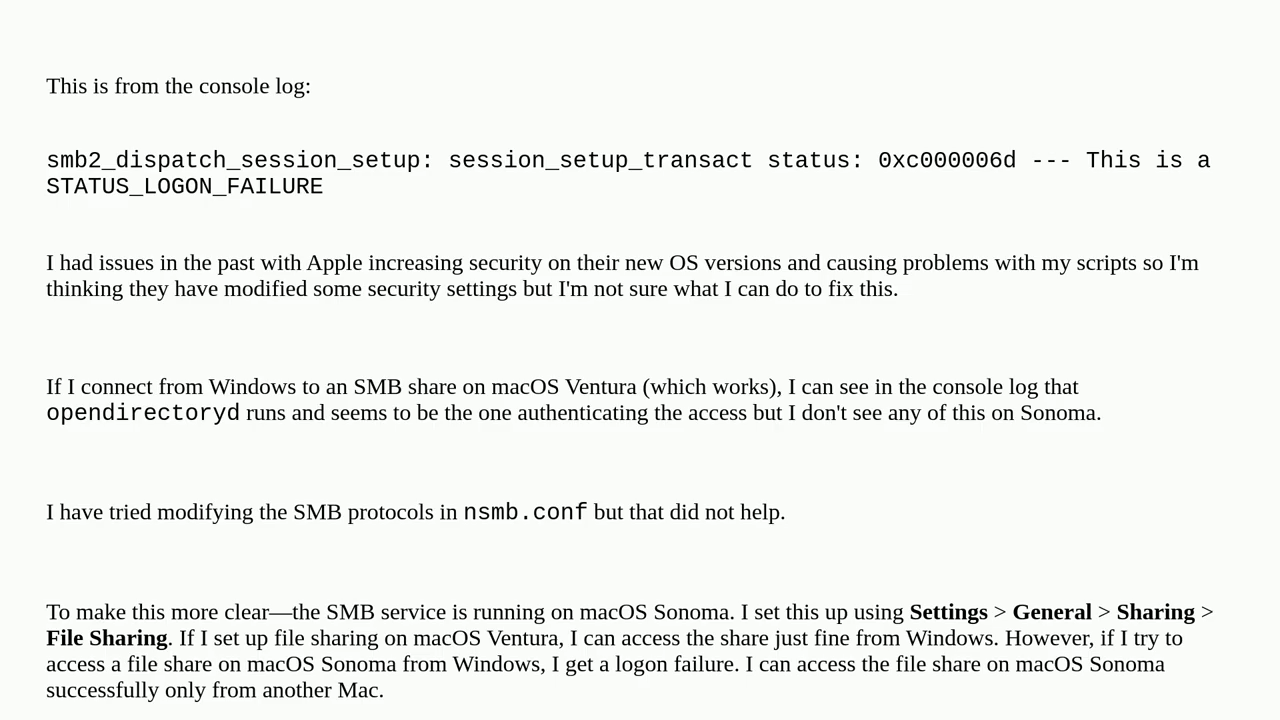 This is from the console log:
smb2_dispatch_session_setup: session_setup_transact status: 0xc000006d --- This is a
STATUS_LOGON_FAILURE
I had issues in the past with Apple increasing security on their new OS versions and causing problems with my scripts so I'm
thinking they have modified some security settings but I'm not sure what I can do to fix this.
If I connect from Windows to an SMB share on macOS Ventura (which works), I can see in the console log that
opendirectoryd runs and seems to be the one authenticating the access but I don't see any of this on Sonoma.
I have tried modifying the SMB protocols in nsmb.conf but that did not help.
To make this more clear—the SMB service is running on macOS Sonoma. I set this up using Settings > General > Sharing >
File Sharing. If I set up file sharing on macOS Ventura, I can access the share just fine from Windows. However, if I try to
access a file share on macOS Sonoma from Windows, I get a logon failure. I can access the file share on macOS Sonoma
successfully only from another Mac.